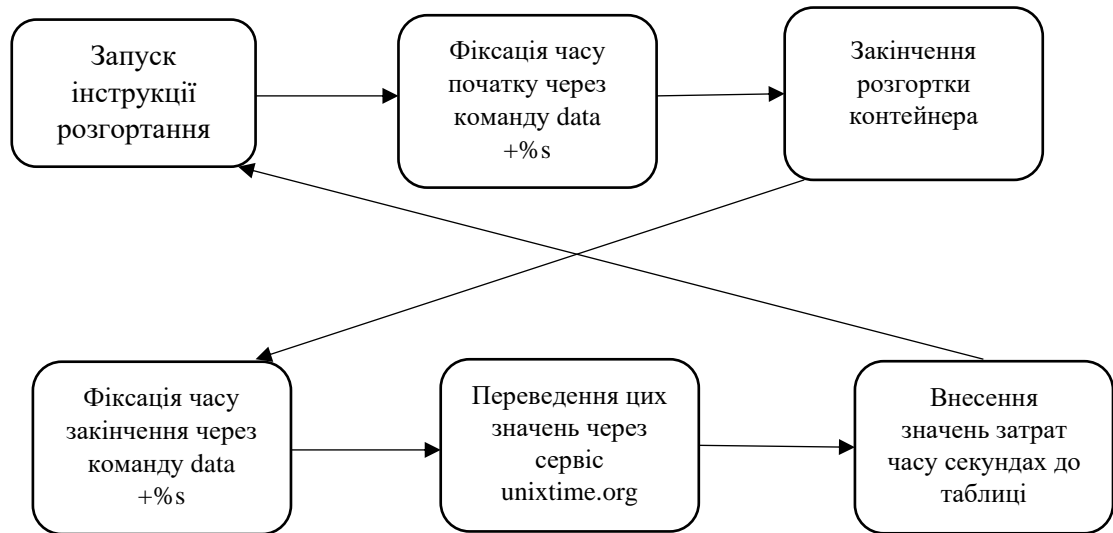 Запуск
інструкції
розгортання
Фіксація часу
початку через
команду data
+%s
Закінчення
розгортки
контейнера
Фіксація часу
закінчення через
команду data
+%s
Переведення цих
значень через
сервіс
unixtime.org
Внесення
значень затрат
часу секундах до
таблиці